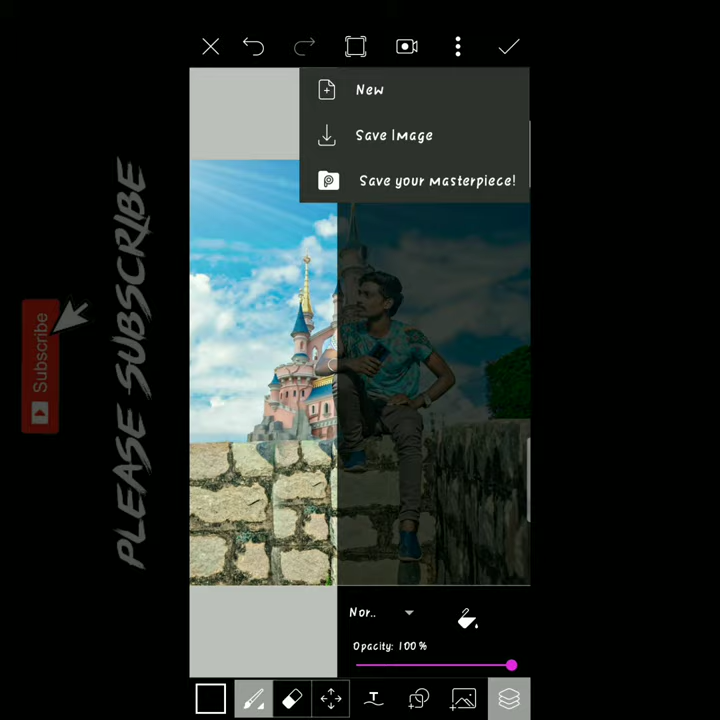 New
Save Image
Save your masterpiece!
Subscribe
PLEASE SUBSCRIBE
Nor..
Opacity: 100%